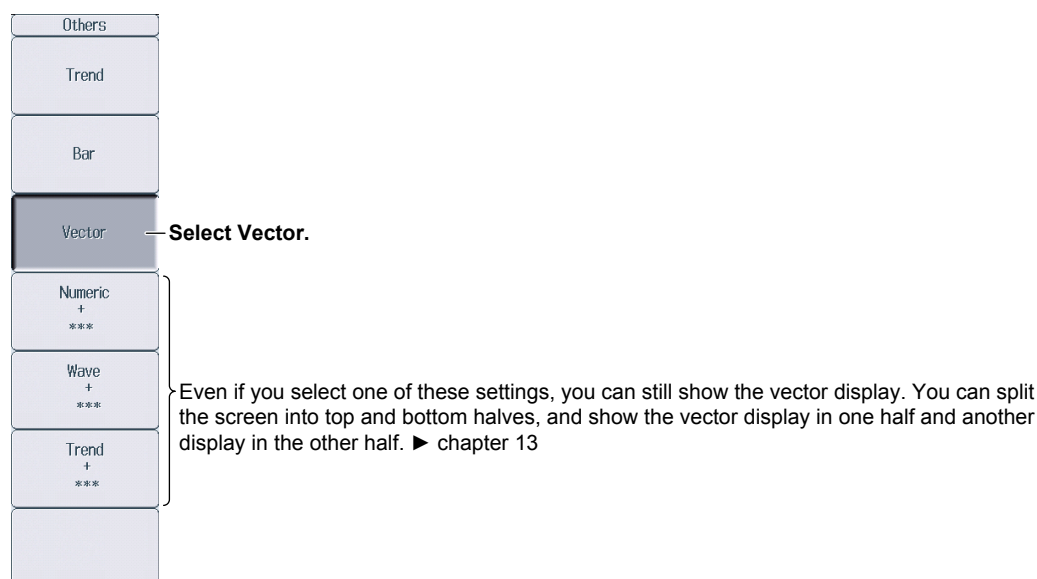 Others
Trend
Bar
Vector
Select Vector.
Numeric
+
***
Wave
+
***
Trend
+
***
Even if you select one of these settings, you can still show the vector display. You can split
the screen into top and bottom halves, and show the vector display in one half and another
display in the other half. ► chapter 13